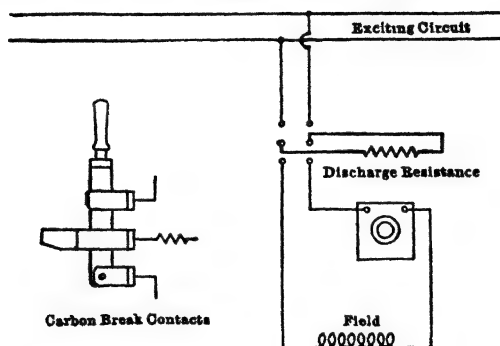 Exciting Circuit
Discharge Resistance
Carbon Break Contacts
Field